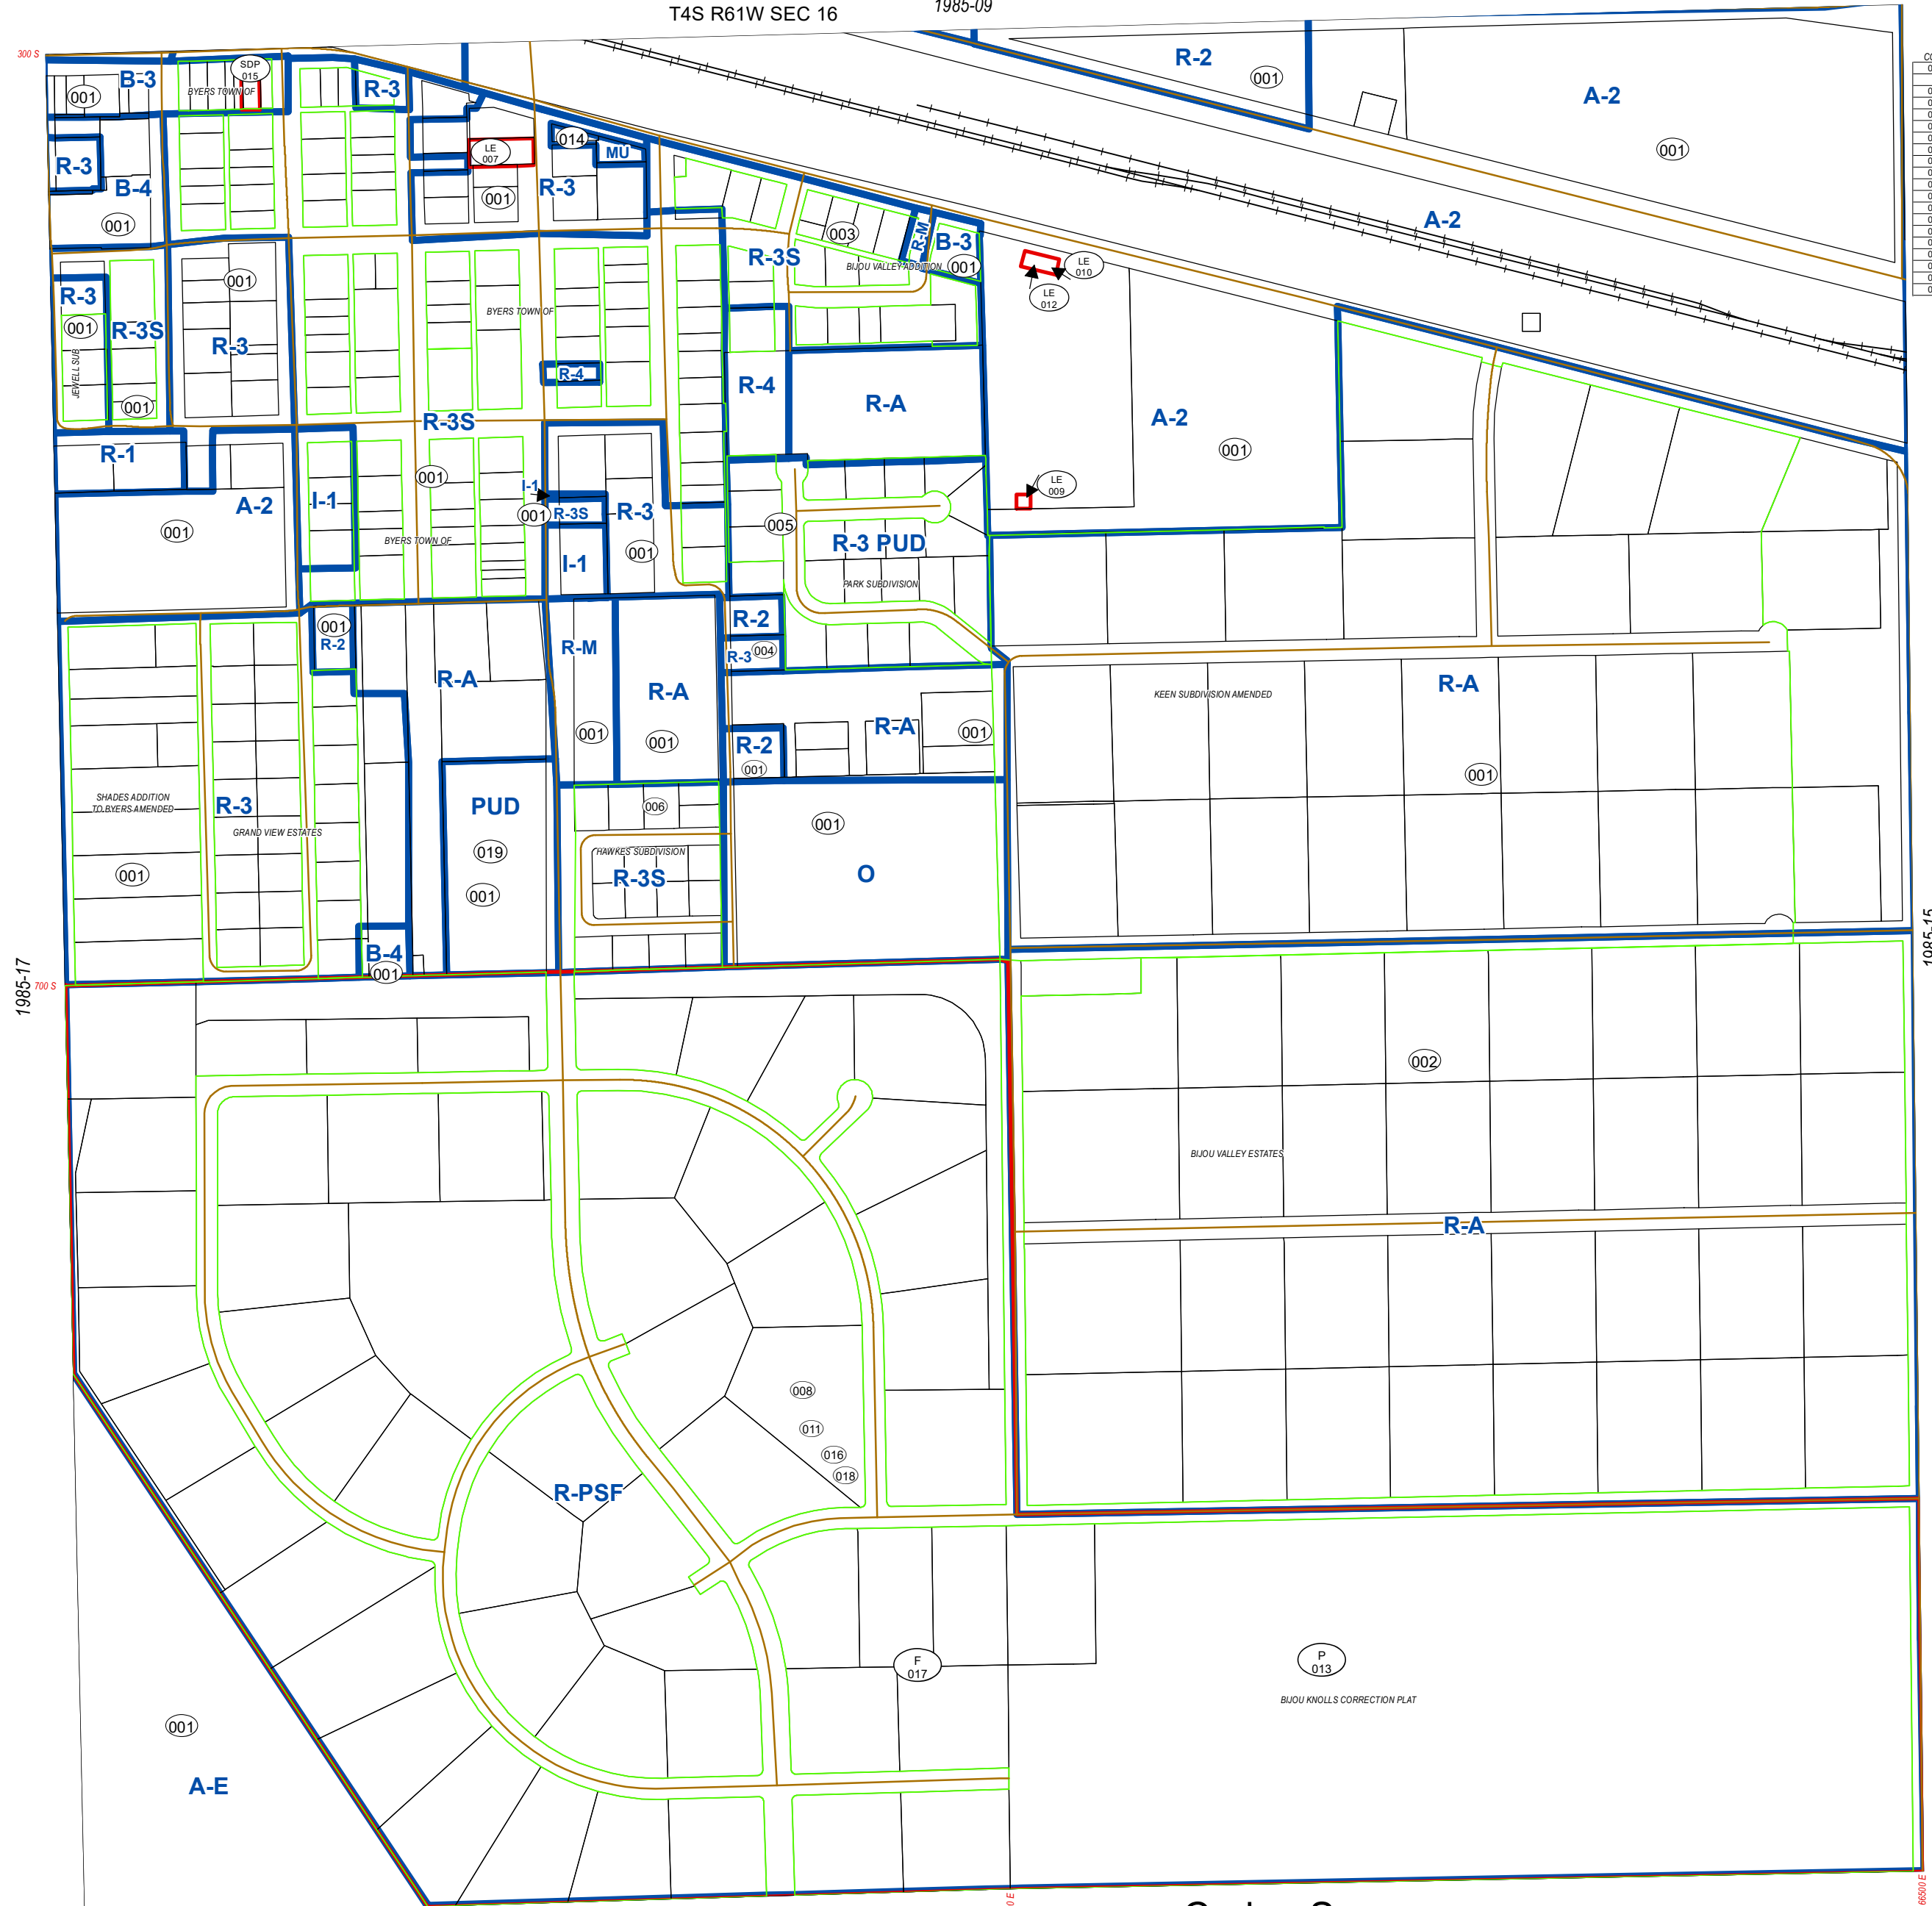 T4S R61W SEC 16
1985-09
300 S
B-3
SDP
015
001
BYERS TOWN OF
R-3
R-2
001
A-2
001
R-3
B-4
001
LE
007
014
MU
R-3
001
A-2
003
R-M
B-3
001
R-3S
BIJOU VALLEY ADDITION
LE
010
LE
012
001
R-3
001
R-3S
R-3
JEWELL SUB
001
BYERS TOWN OF
R-4
R-4
R-A
A-2
001
R-3S
R-1
A-2
001
I-1
001
BYERS TOWN OF
I-1
001
R-3S
R-3
001
I-1
LE
009
005
R-3 PUD
PARK SUBDIVISION
001
R-2
R-A
R-M
001
R-A
001
R-2
R-3
004
R-A
001
R-2
001
KEEN SUBDIVISION AMENDED
R-A
001
SHADES ADDITION
TO BYERS AMENDED
R-3
GRAND VIEW ESTATES
001
PUD
019
001
006
HAWKES SUBDIVISION
R-3S
001
O
B-4
001
1985-17
700 S
1985-15
002
BIJOU VALLEY ESTATES
R-A
008
011
016
018
R-PSF
F
017
P
013
BIJOU KNOLLS CORRECTION PLAT
001
A-E
0 E
66500 E